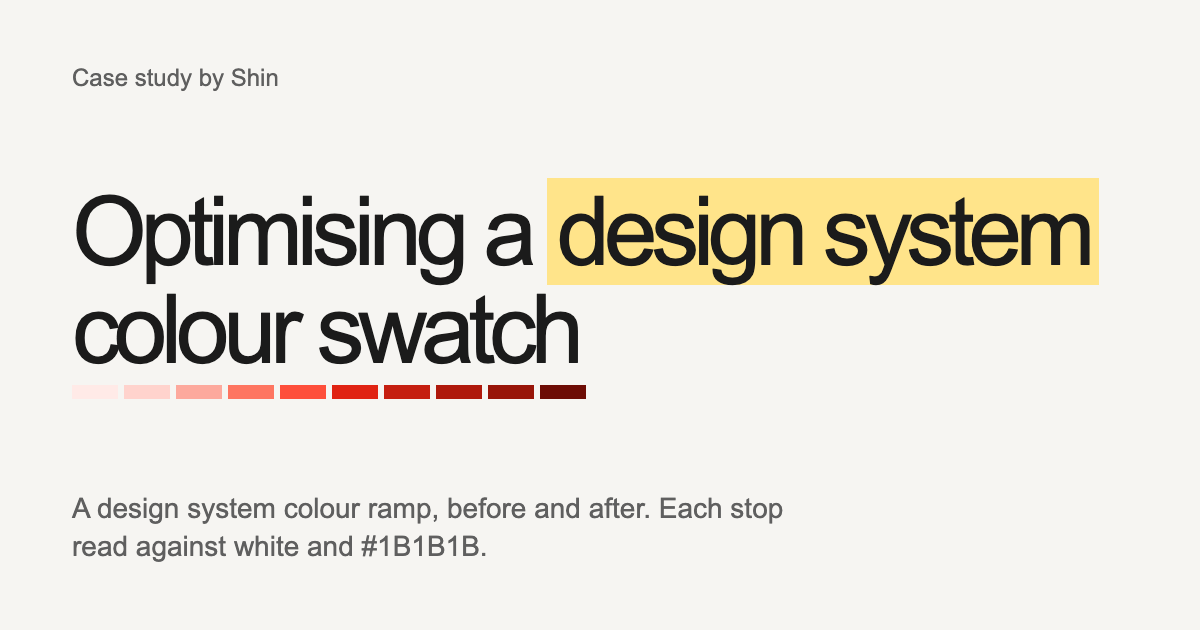 Case study by Shin
Optimising a design system
colour swatch
A design system colour ramp, before and after. Each stop
read against white and #1B1B1B.